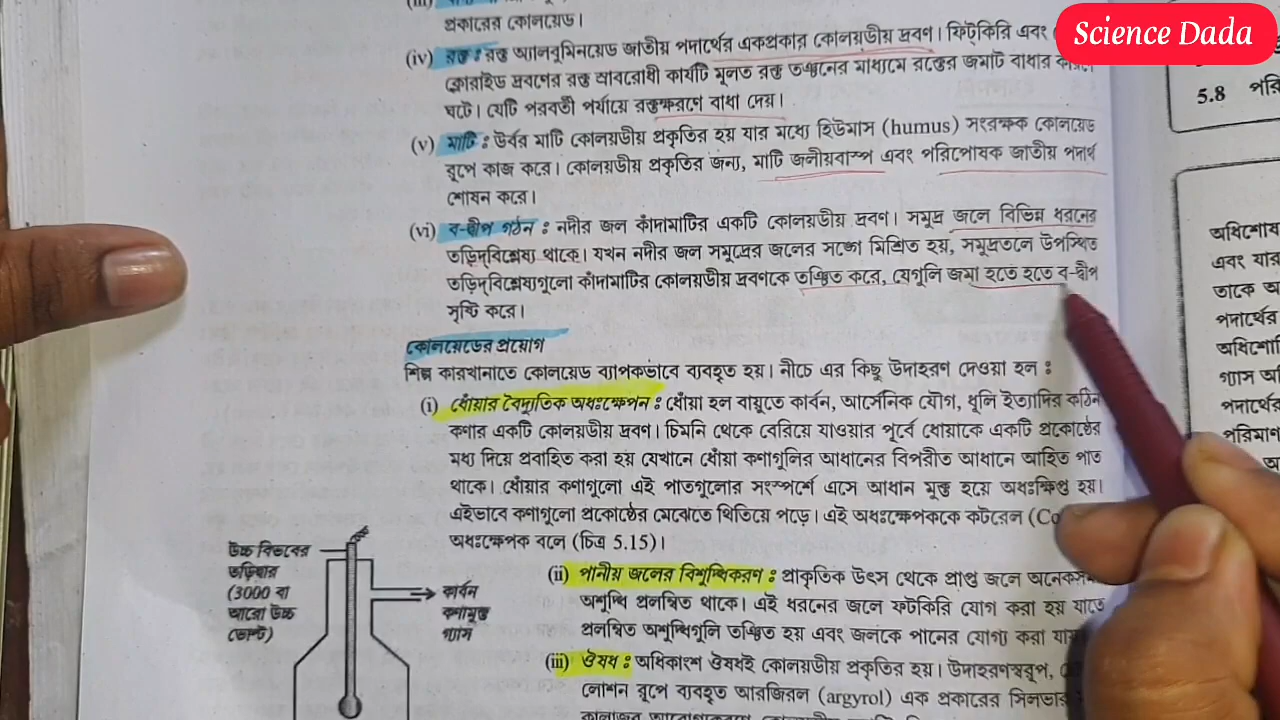 Science Dada
প্রকারের কোলয়েড।
(iv) রক্ত : রক্ত অ্যালবুমিনয়েড জাতীয় পদার্থের একপ্রকার কোলয়ডীয় দ্রবণ। ফিট্‌কিরি এবং
ক্লোরাইড দ্রবণের রক্ত স্রাবরোধী কার্যটি মূলত রক্ত তঞ্চনের মাধ্যমে রক্তের জমাট বাধার
ঘটে। যেটি পরবর্তী পর্যায়ে রক্তক্ষরণে বাধা দেয়।
(v) মাটি : উর্বর মাটি কোলয়ডীয় প্রকৃতির হয় যার মধ্যে হিউমাস (humus) সংরক্ষক কোলয়েড
রূপে কাজ করে। কোলয়ডীয় প্রকৃতির জন্য, মাটি জলীয়বাস্প এবং পরিপোষক জাতীয় পদার্থ
শোষন করে।
(vi) ব-দ্বীপ গঠন : নদীর জল কাঁদামাটির একটি কোলয়ডীয় দ্রবণ। সমুদ্র জলে বিভিন্ন ধরনের
তড়িদ্‌বিশ্লেষ্য থাকে। যখন নদীর জল সমুদ্রের জলের সঙ্গে মিশ্রিত হয়, সমুদ্রতলে উপস্থিত
তড়িদ্‌বিশ্লেষ্যগুলো কাঁদামাটির কোলয়ডীয় দ্রবণকে তঞ্চিত করে, যেগুলি জমা হতে হতে ব-দ্বীপ
সৃষ্টি করে।
কোলয়েডের প্রয়োগ
শিল্প কারখানাতে কোলয়েড ব্যাপকভাবে ব্যবহৃত হয়। নীচে এর কিছু উদাহরণ দেওয়া হল :
(i) ধোঁয়ার বৈদ্যুতিক অধঃক্ষেপন : ধোঁয়া হল বায়ুতে কার্বন, আর্সেনিক যৌগ, ধূলি ইত্যাদির কঠিন
কণার একটি কোলয়ডীয় দ্রবণ। চিমনি থেকে বেরিয়ে যাওয়ার পূর্বে ধোয়াকে একটি প্রকোষ্ঠের
মধ্য দিয়ে প্রবাহিত করা হয় যেখানে ধোঁয়া কণাগুলির আধানের বিপরীত আধানে আহিত পাত
থাকে। ধোঁয়ার কণাগুলো এই পাতগুলোর সংস্পর্শে এসে আধান মুক্ত হয়ে অধঃক্ষিপ্ত হয়।
এইভাবে কণাগুলো প্রকোষ্ঠের মেঝেতে থিতিয়ে পড়ে। এই অধঃক্ষেপককে কটরেল
অধঃক্ষেপক বলে (চিত্র 5.15)।
উচ্চ বিভবের
তড়িদ্বার
(3000 বা
আরো উচ্চ
ভোল্ট)
কার্বন
কণামুক্ত
গ্যাস
(ii) পানীয় জলের বিশুদ্ধিকরণ : প্রাকৃতিক উৎস থেকে প্রাপ্ত জলে
অশুদ্ধি প্রলম্বিত থাকে। এই ধরনের জলে ফটকিরি যোগ করা হয় যাতে
প্রলম্বিত অশুদ্ধিগুলি তঞ্চিত হয় এবং জলকে পানের যোগ্য করা
(iii) ঔষধ : অধিকাংশ ঔষধই কোলয়ডীয় প্রকৃতির হয়। উদাহরণস্বরূপ,
লোশন রূপে ব্যবহৃত আরজিরল (argyrol) এক প্রকারের সিলভার
5.8 পরি
অধিশোষ
এবং যার
তাকে অ
পদার্থের
অধিশোষি
গ্যাস অ
পদার্থের
পরিমাণ